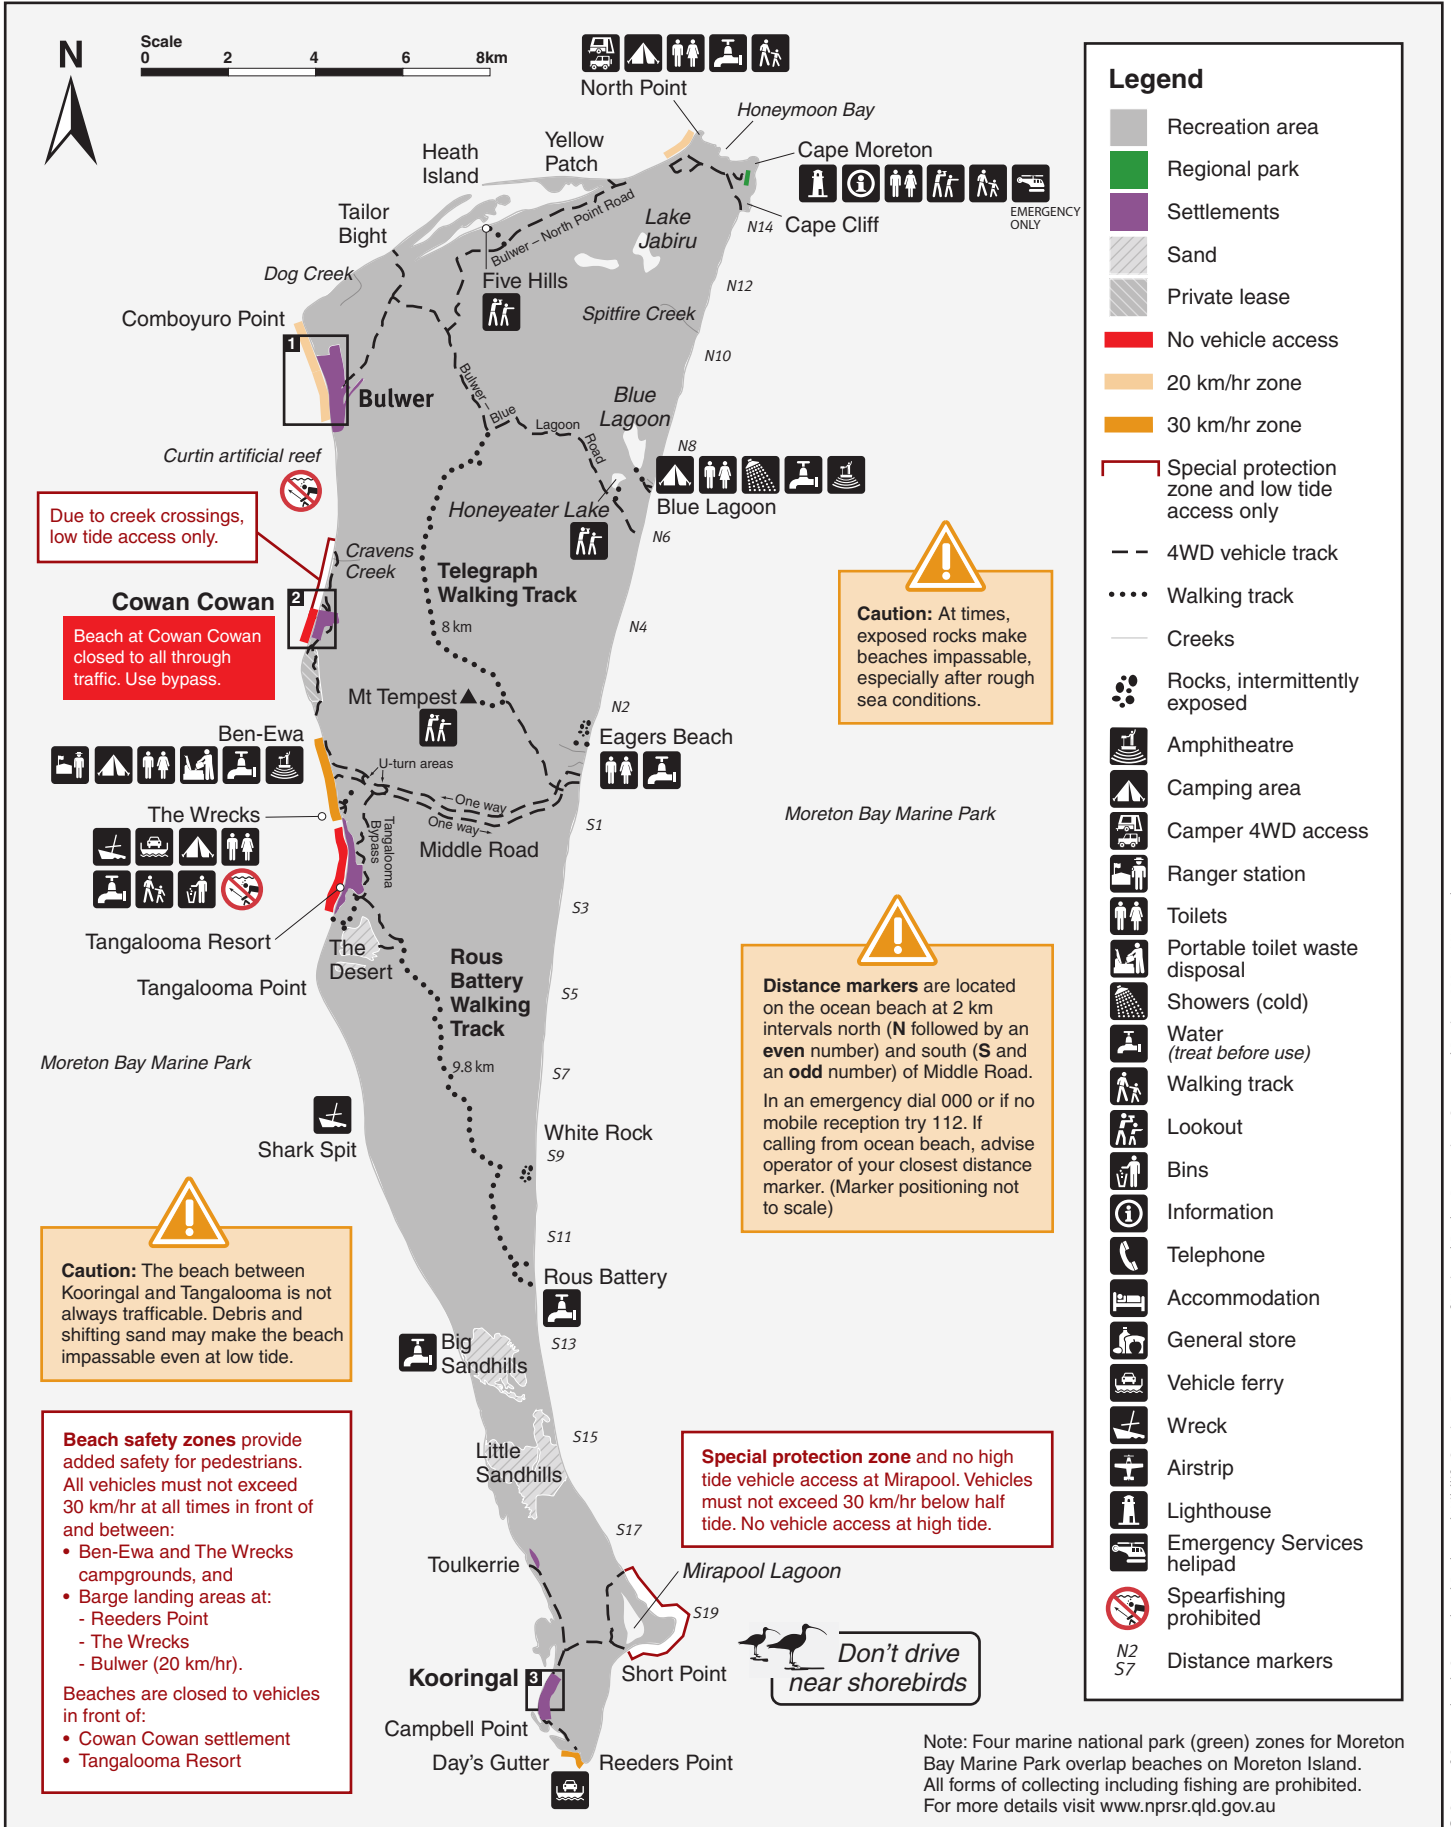 N
Scale
0 2 4 6 8km
North Point
Honeymoon Bay
Yellow
Patch
Heath
Island
Cape Moreton
EMERGENCY
ONLY
Tailor
Bight
Bulwer – North Point Road
Lake
Jabiru
N14
Cape Cliff
Dog Creek
Five Hills
N12
Comboyuro Point
Spitfire Creek
1
N10
Bulwer
Bulwer –
Blue
Lagoon
Road
Blue
Lagoon
N8
Curtin artificial reef
Blue Lagoon
Honeyeater Lake
N6
Due to creek crossings,
low tide access only.
Cravens
Creek
Telegraph
Walking Track
8 km
Cowan Cowan
2
Beach at Cowan Cowan
closed to all through
traffic. Use bypass.
N4
Caution: At times,
exposed rocks make
beaches impassable,
especially after rough
sea conditions.
Mt Tempest
N2
Ben-Ewa
Eagers Beach
U-turn areas
One way
One way
The Wrecks
Tangalooma
Bypass
Middle Road
S1
Moreton Bay Marine Park
S3
Tangalooma Resort
The
Desert
Tangalooma Point
Rous
Battery
Walking
Track
9.8 km
S5
Distance markers are located
on the ocean beach at 2 km
intervals north (N followed by an
even number) and south (S and
an odd number) of Middle Road.
In an emergency dial 000 or if no
mobile reception try 112. If
calling from ocean beach, advise
operator of your closest distance
marker. (Marker positioning not
to scale)
Moreton Bay Marine Park
S7
Shark Spit
White Rock
S9
S11
Caution: The beach between
Kooringal and Tangalooma is not
always trafficable. Debris and
shifting sand may make the beach
impassable even at low tide.
Rous Battery
Big
Sandhills
S13
Beach safety zones provide
added safety for pedestrians.
All vehicles must not exceed
30 km/hr at all times in front of
and between:
• Ben-Ewa and The Wrecks
campgrounds, and
• Barge landing areas at:
- Reeders Point
- The Wrecks
- Bulwer (20 km/hr).
Beaches are closed to vehicles
in front of:
• Cowan Cowan settlement
• Tangalooma Resort
Little
Sandhills
S15
Special protection zone and no high
tide vehicle access at Mirapool. Vehicles
must not exceed 30 km/hr below half
tide. No vehicle access at high tide.
S17
Toulkerrie
Mirapool Lagoon
S19
Don't drive
near shorebirds
Kooringal
3
Short Point
Campbell Point
Day's Gutter
Reeders Point
Note: Four marine national park (green) zones for Moreton
Bay Marine Park overlap beaches on Moreton Island.
All forms of collecting including fishing are prohibited.
For more details visit www.nprsr.qld.gov.au
Legend
Recreation area
Regional park
Settlements
Sand
Private lease
No vehicle access
20 km/hr zone
30 km/hr zone
Special protection
zone and low tide
access only
4WD vehicle track
Walking track
Creeks
Rocks, intermittently
exposed
Amphitheatre
Camping area
Camper 4WD access
Ranger station
Toilets
Portable toilet waste
disposal
Showers (cold)
Water
(treat before use)
Walking track
Lookout
Bins
Information
Telephone
Accommodation
General store
Vehicle ferry
Wreck
Airstrip
Lighthouse
Emergency Services
helipad
Spearfishing
prohibited
N2
S7
Distance markers